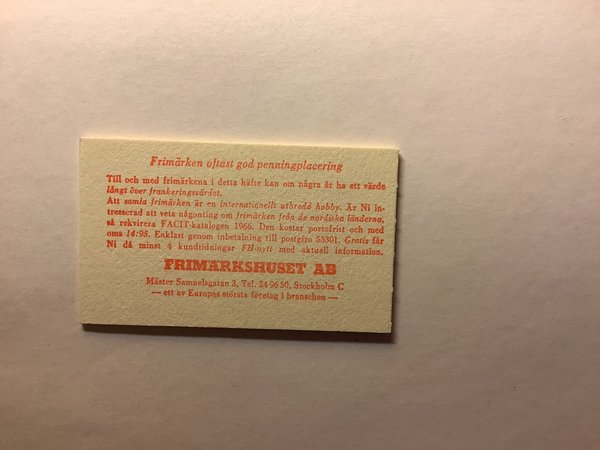 Frimärken oftast god penningplacering
Till och med frimärkena i detta häfte kan om några år ha ett värde
långt över frankeringsvärdet.
Att samla frimärken är en internationellt utbredd hobby. Är Ni in-
tresserad att veta någonting om frimärken från de nordiska länderna,
så rekvirera FACIT-katalogen 1966. Den kostar portofritt och med
oms 14:95. Enklast genom inbetalning till postgiro 55301. Gratis får
Ni då minst 4 kundtidningar FH-nytt med aktuell information.
FRIMÄRKSHUSET AB
Mäster Samuelsgatan 3, Tel. 24 96 50, Stockholm C
— ett av Europas största företag i branschen —